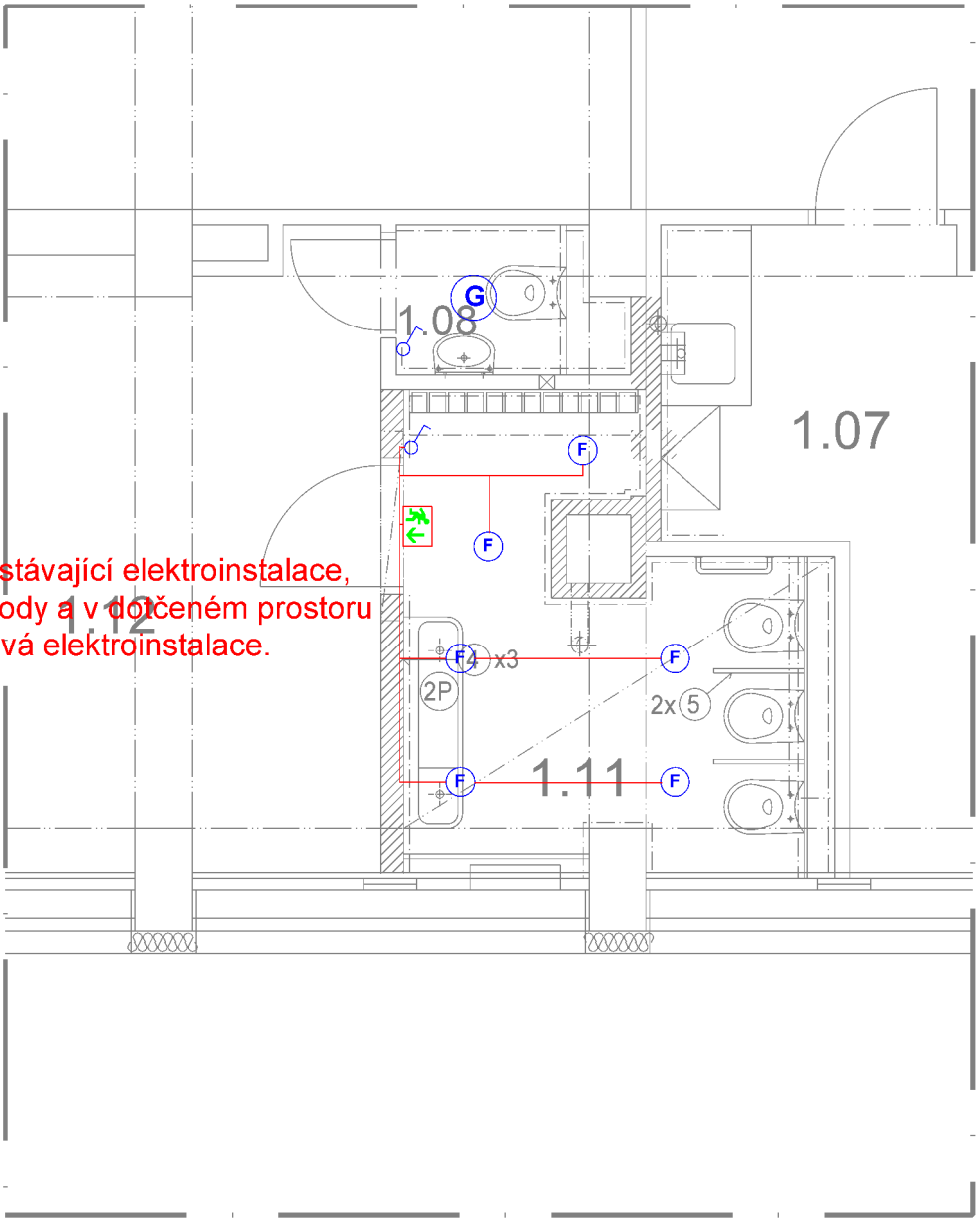 G
1.08
1.07
F
F
stávající elektroinstalace,
ody a v dotčeném prostoru
1.12
vá elektroinstalace.
F
4 x3
F
2P
2x 5
F
1.11
F